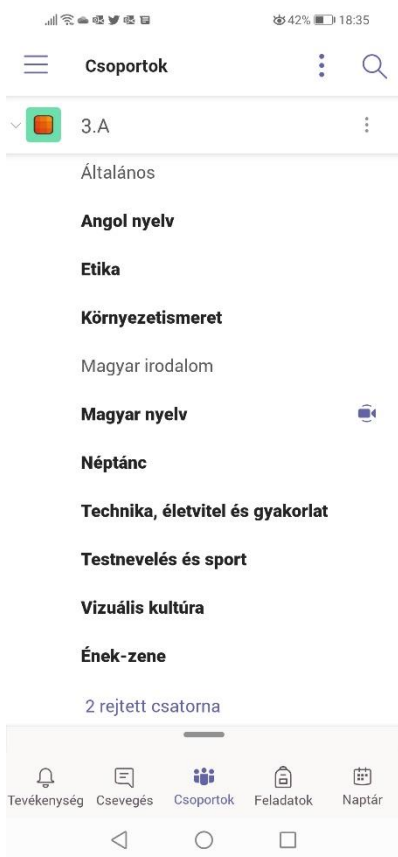 42% 18:35
Csoportok
3.A
Általános
Angol nyelv
Etika
Környezetismeret
Magyar irodalom
Magyar nyelv
Néptánc
Technika, életvitel és gyakorlat
Testnevelés és sport
Vizuális kultúra
Ének-zene
2 rejtett csatorna
Tevékenység Csevegés Csoportok Feladatok Naptár